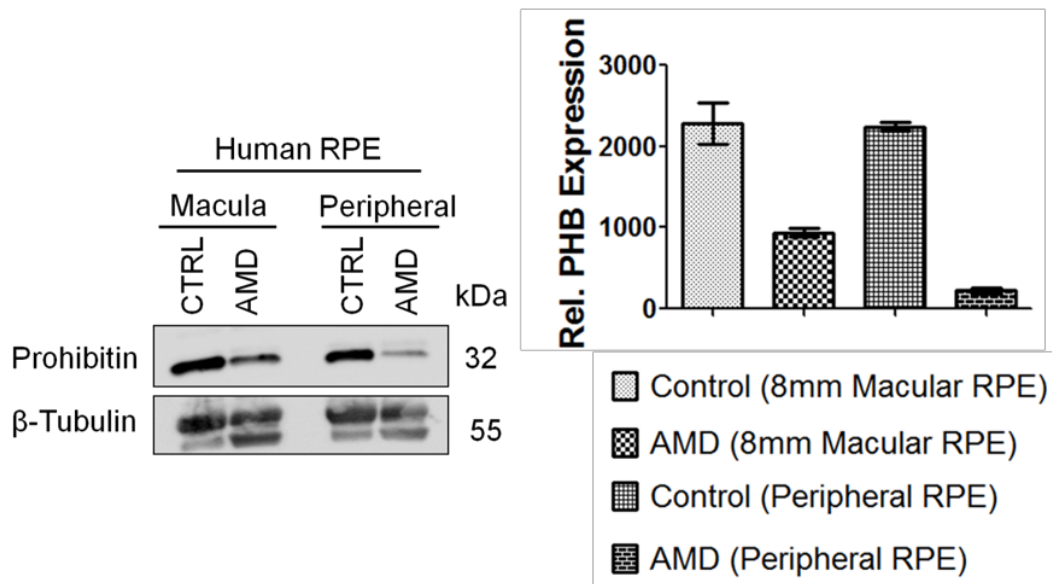 Human RPE
Macula Peripheral
CTRL AMD CTRL AMD kDa
Prohibitin 32
β-Tubulin 55
Rel. PHB Expression
3000
2000
1000
0
Control (8mm Macular RPE)
AMD (8mm Macular RPE)
Control (Peripheral RPE)
AMD (Peripheral RPE)